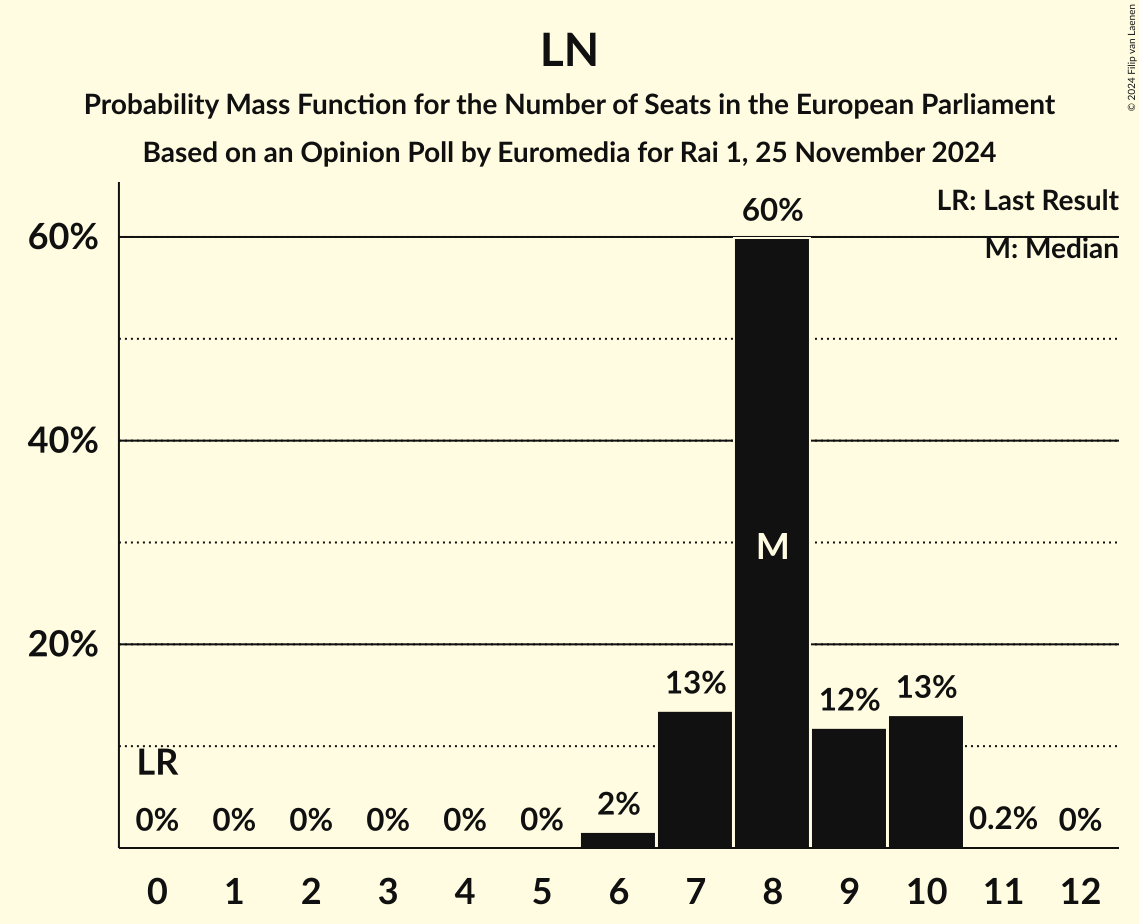 LN
Probability Mass Function for the Number of Seats in the European Parliament
Based on an Opinion Poll by Euromedia for Rai 1, 25 November 2024
© 2024 Filip van Laenen
LR: Last Result
M: Median
60%
40%
20%
60%
M
13%
12%
13%
LR
0%
0%
0%
0%
0%
0%
2%
0.2%
0%
0 1 2 3 4 5 6 7 8 9 10 11 12